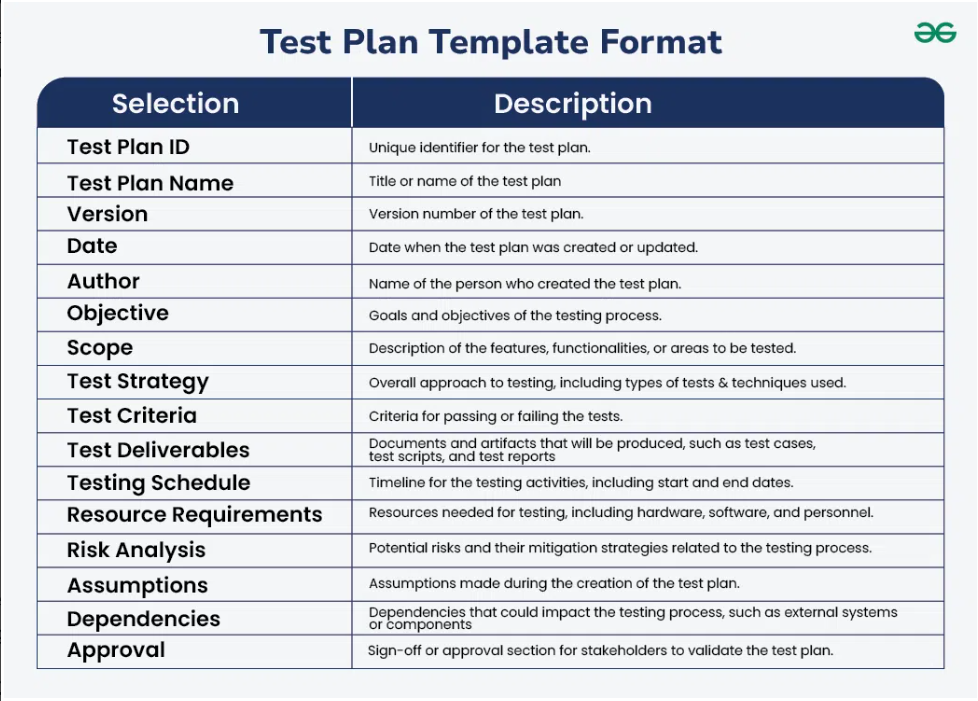 Test Plan Template Format
Selection
Description
Test Plan ID
Unique identifier for the test plan.
Test Plan Name
Title or name of the test plan
Version
Version number of the test plan.
Date
Date when the test plan was created or updated.
Author
Name of the person who created the test plan.
Objective
Goals and objectives of the testing process.
Scope
Description of the features, functionalities, or areas to be tested.
Test Strategy
Overall approach to testing, including types of tests & techniques used.
Test Criteria
Criteria for passing or failing the tests.
Test Deliverables
Documents and artifacts that will be produced, such as test cases,
test scripts, and test reports
Testing Schedule
Timeline for the testing activities, including start and end dates.
Resource Requirements
Resources needed for testing, including hardware, software, and personnel.
Risk Analysis
Potential risks and their mitigation strategies related to the testing process.
Assumptions
Assumptions made during the creation of the test plan.
Dependencies
Dependencies that could impact the testing process, such as external systems
or components
Approval
Sign-off or approval section for stakeholders to validate the test plan.